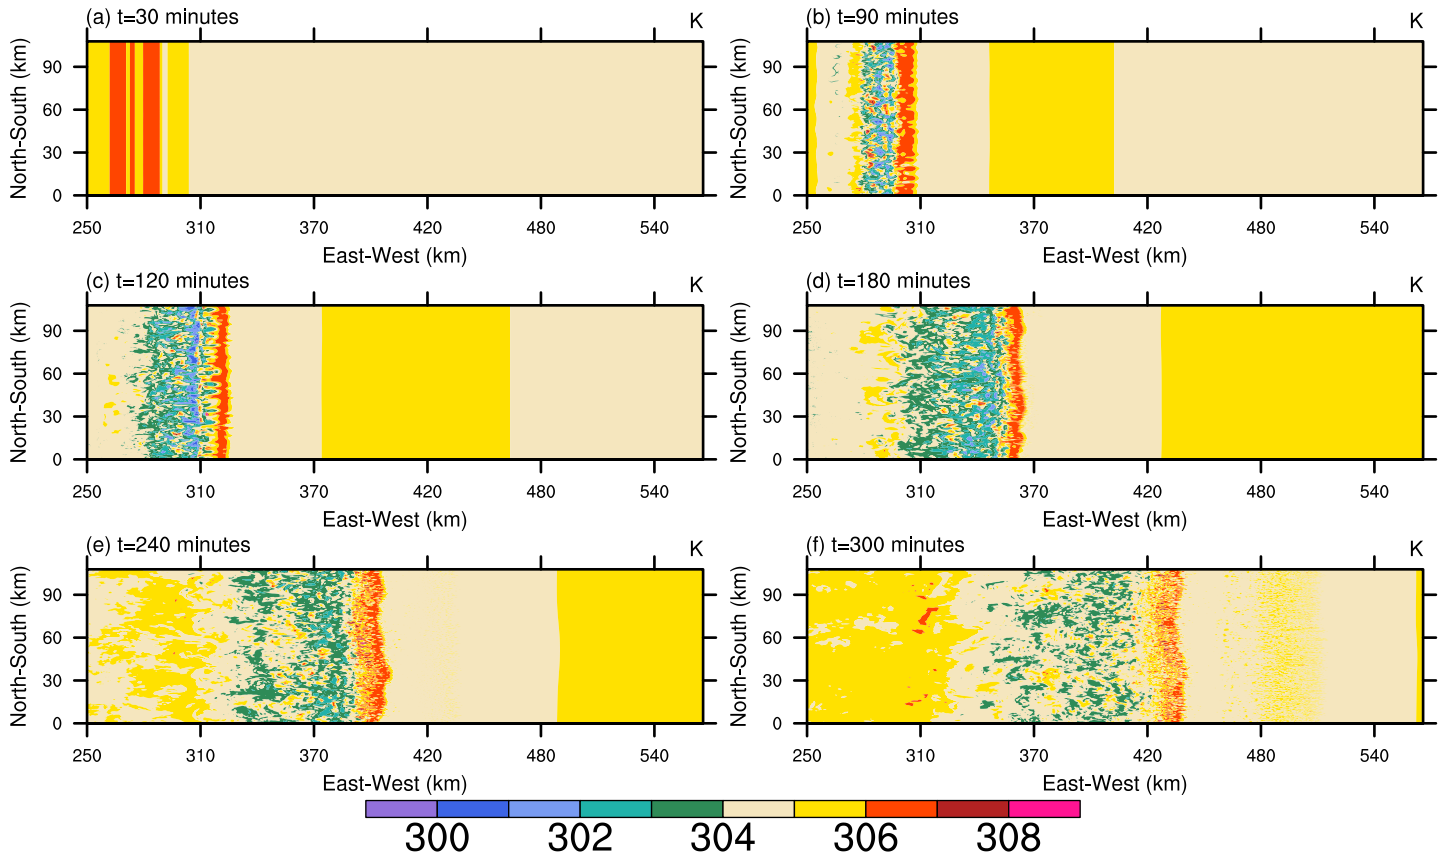 (a) t=30 minutes K
North-South (km)
90
60
30
0
250 310 370 420 480 540
East-West (km)
(b) t=90 minutes K
North-South (km)
90
60
30
0
250 310 370 420 480 540
East-West (km)
(c) t=120 minutes K
North-South (km)
90
60
30
0
250 310 370 420 480 540
East-West (km)
(d) t=180 minutes K
North-South (km)
90
60
30
0
250 310 370 420 480 540
East-West (km)
(e) t=240 minutes K
North-South (km)
90
60
30
0
250 310 370 420 480 540
East-West (km)
(f) t=300 minutes K
North-South (km)
90
60
30
0
250 310 370 420 480 540
East-West (km)
300 302 304 306 308